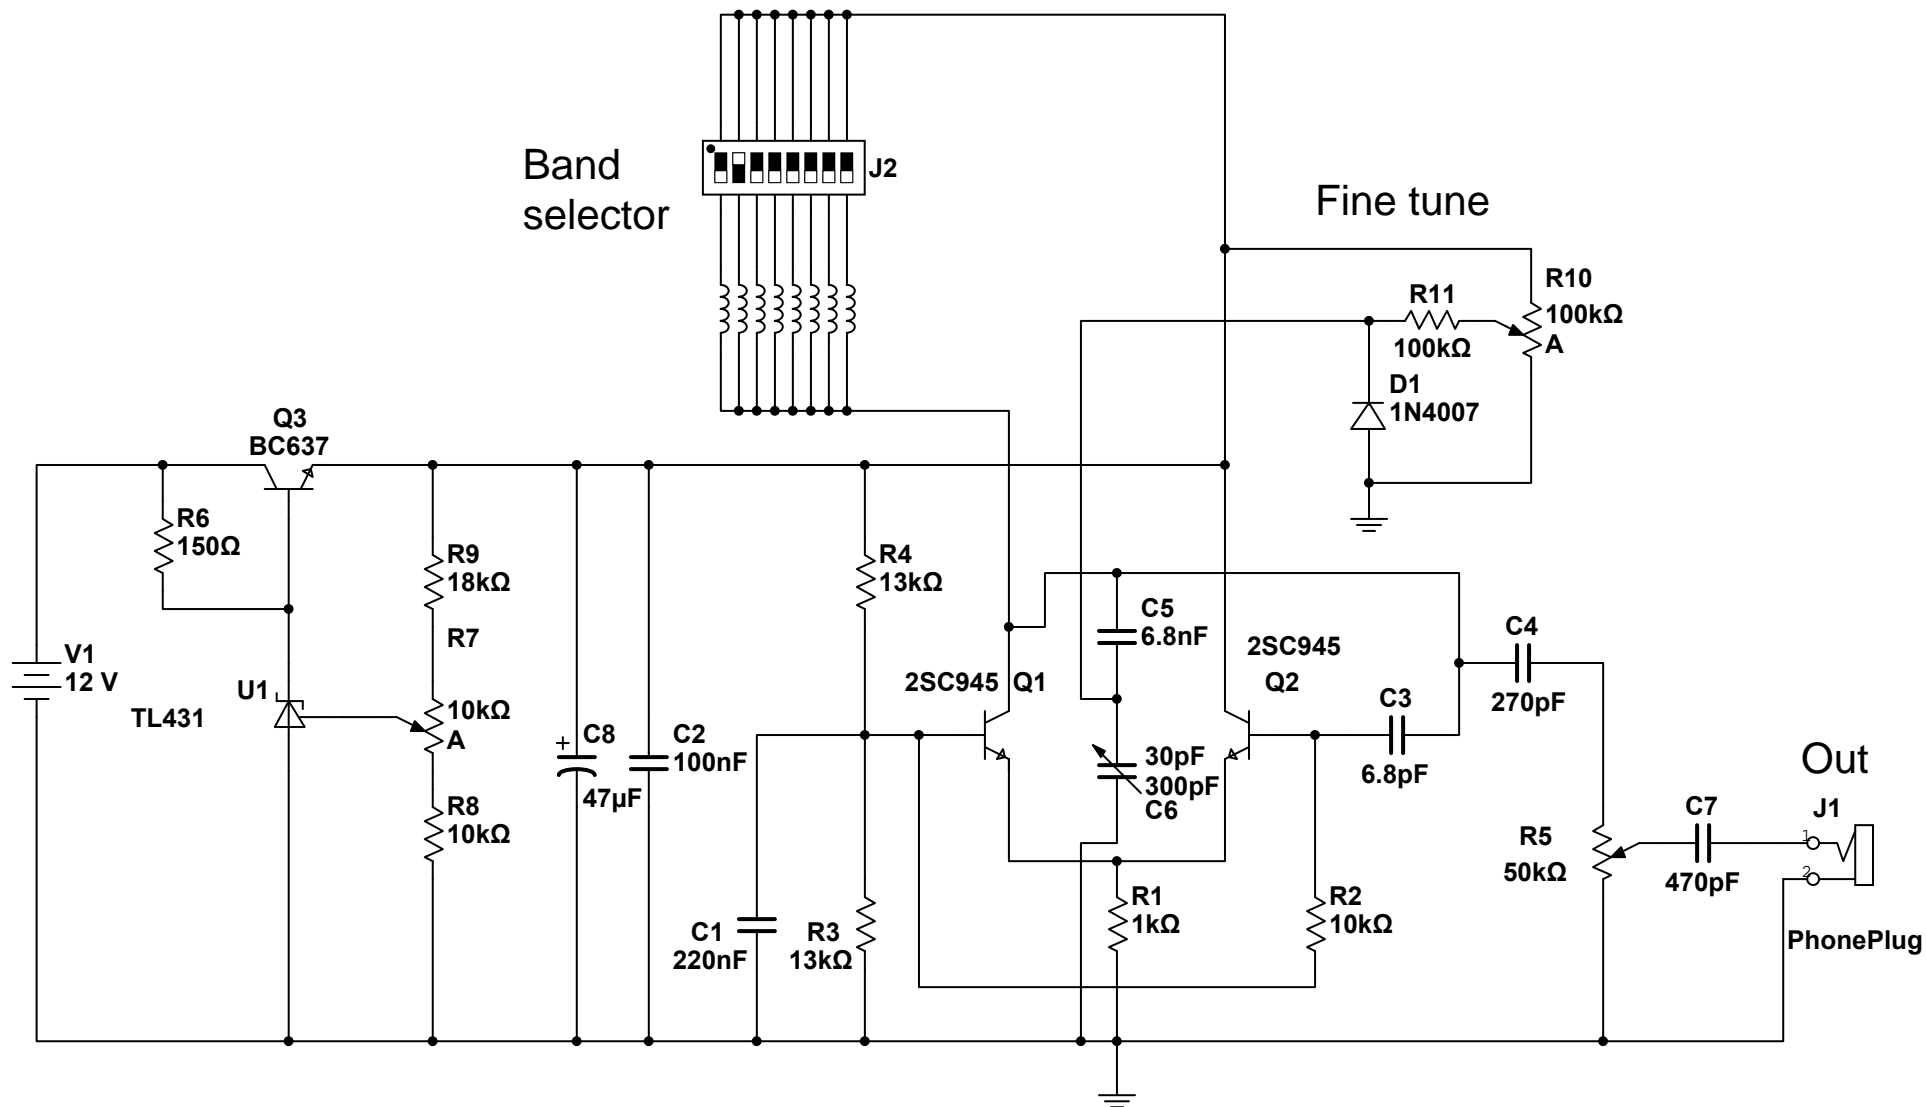 Band
selector
J2
Fine tune
R10
100kΩ
A
R11
100kΩ
D1
1N4007
Q3
BC637
R6
150Ω
R9
18kΩ
R4
13kΩ
R7
10kΩ
A
V1
12 V
U1
TL431
R8
10kΩ
+
C8
47µF
C2
100nF
C5
6.8nF
2SC945
Q1
2SC945
Q2
30pF
300pF
C6
C3
6.8pF
C4
270pF
C1
220nF
R3
13kΩ
R1
1kΩ
R2
10kΩ
R5
50kΩ
C7
470pF
Out
J1
1
2
PhonePlug